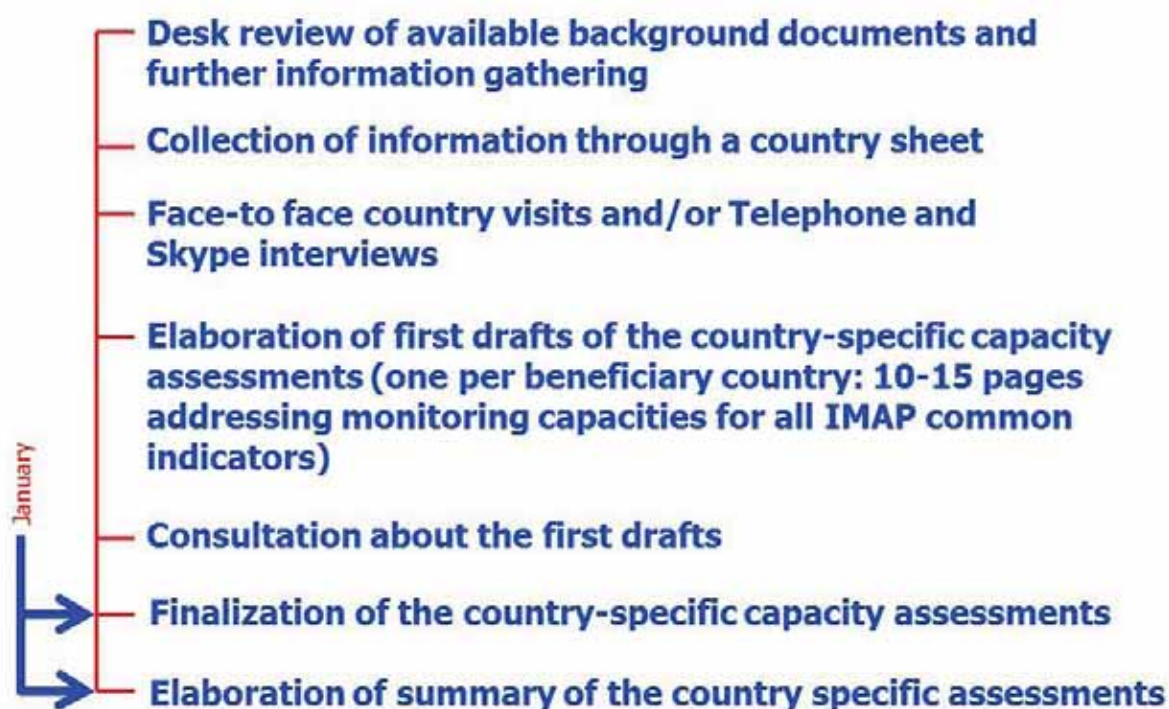 Desk review of available background documents and
further information gathering
Collection of information through a country sheet
Face-to face country visits and/or Telephone and
Skype interviews
Elaboration of first drafts of the country-specific capacity
assessments (one per beneficiary country: 10-15 pages
addressing monitoring capacities for all IMAP common
indicators)
January
Consultation about the first drafts
Finalization of the country-specific capacity assessments
Elaboration of summary of the country specific assessments